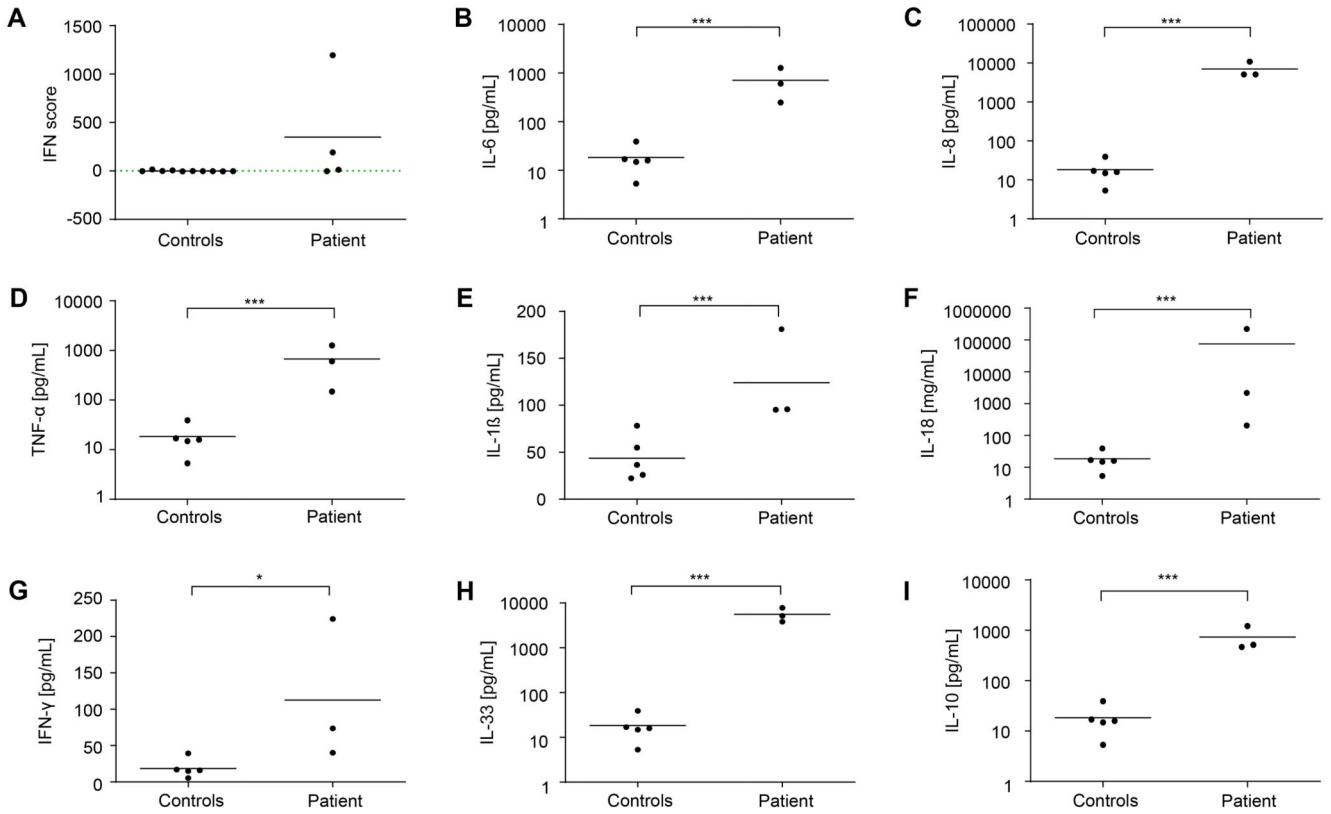 A
IFN score
1500
1000
500
0
-500
Controls
Patient
B
IL-6 [pg/mL]
10000
1000
100
10
1
***
Controls
Patient
C
IL-8 [pg/mL]
100000
10000
1000
100
10
1
***
Controls
Patient
D
TNF-α [pg/mL]
10000
1000
100
10
1
***
Controls
Patient
E
IL-1ß [pg/mL]
200
150
100
50
0
***
Controls
Patient
F
IL-18 [mg/mL]
1000000
100000
10000
1000
100
10
1
***
Controls
Patient
G
IFN-γ [pg/mL]
250
200
150
100
50
0
*
Controls
Patient
H
IL-33 [pg/mL]
10000
1000
100
10
1
***
Controls
Patient
I
IL-10 [pg/mL]
10000
1000
100
10
1
***
Controls
Patient